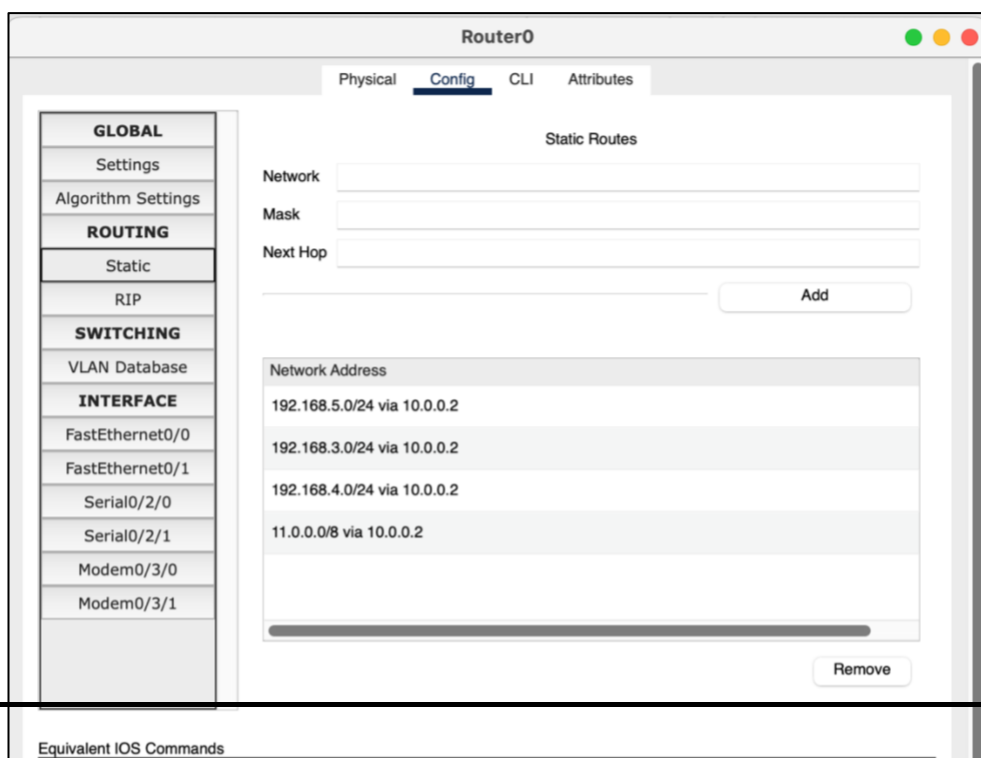 Router0
Physical Config CLI Attributes
GLOBAL
Settings
Algorithm Settings
ROUTING
Static
RIP
SWITCHING
VLAN Database
INTERFACE
FastEthernet0/0
FastEthernet0/1
Serial0/2/0
Serial0/2/1
Modem0/3/0
Modem0/3/1
Static Routes
Network
Mask
Next Hop
Add
Network Address
192.168.5.0/24 via 10.0.0.2
192.168.3.0/24 via 10.0.0.2
192.168.4.0/24 via 10.0.0.2
11.0.0.0/8 via 10.0.0.2
Remove
Equivalent IOS Commands